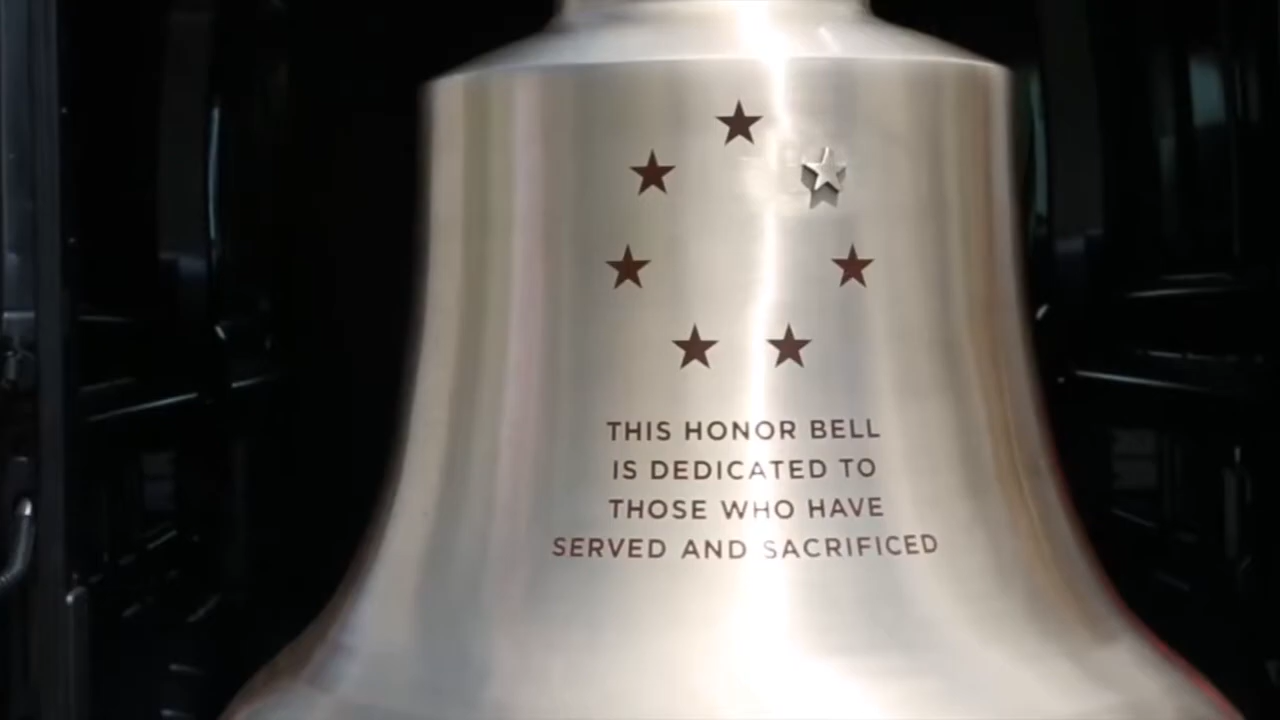 THIS HONOR BELL
IS DEDICATED TO
THOSE WHO HAVE
SERVED AND SACRIFICED